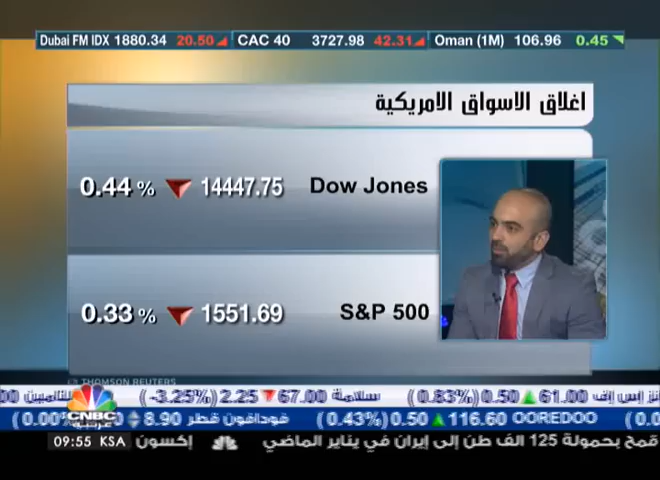 Dubai FM IDX 1880.34 20.50 CAC 40 3727.98 42.31 Oman (1M) 106.96 0.45
اغلاق الاسواق الامريكية
Dow Jones 14447.75 0.44 %
S&P 500 1551.69 0.33 %
THOMSON REUTERS
61.00 0.50 (0.83%) سلامة 67.00 2.25 (-3.25%)
OOREDOO 116.60 0.50 (0.43%) فودافون قطر 8.90 (0.00%)
CNBC
عربية
قمح بحمولة 125 الف طن إلى إيران في يناير الماضي إكسون
09:55 KSA